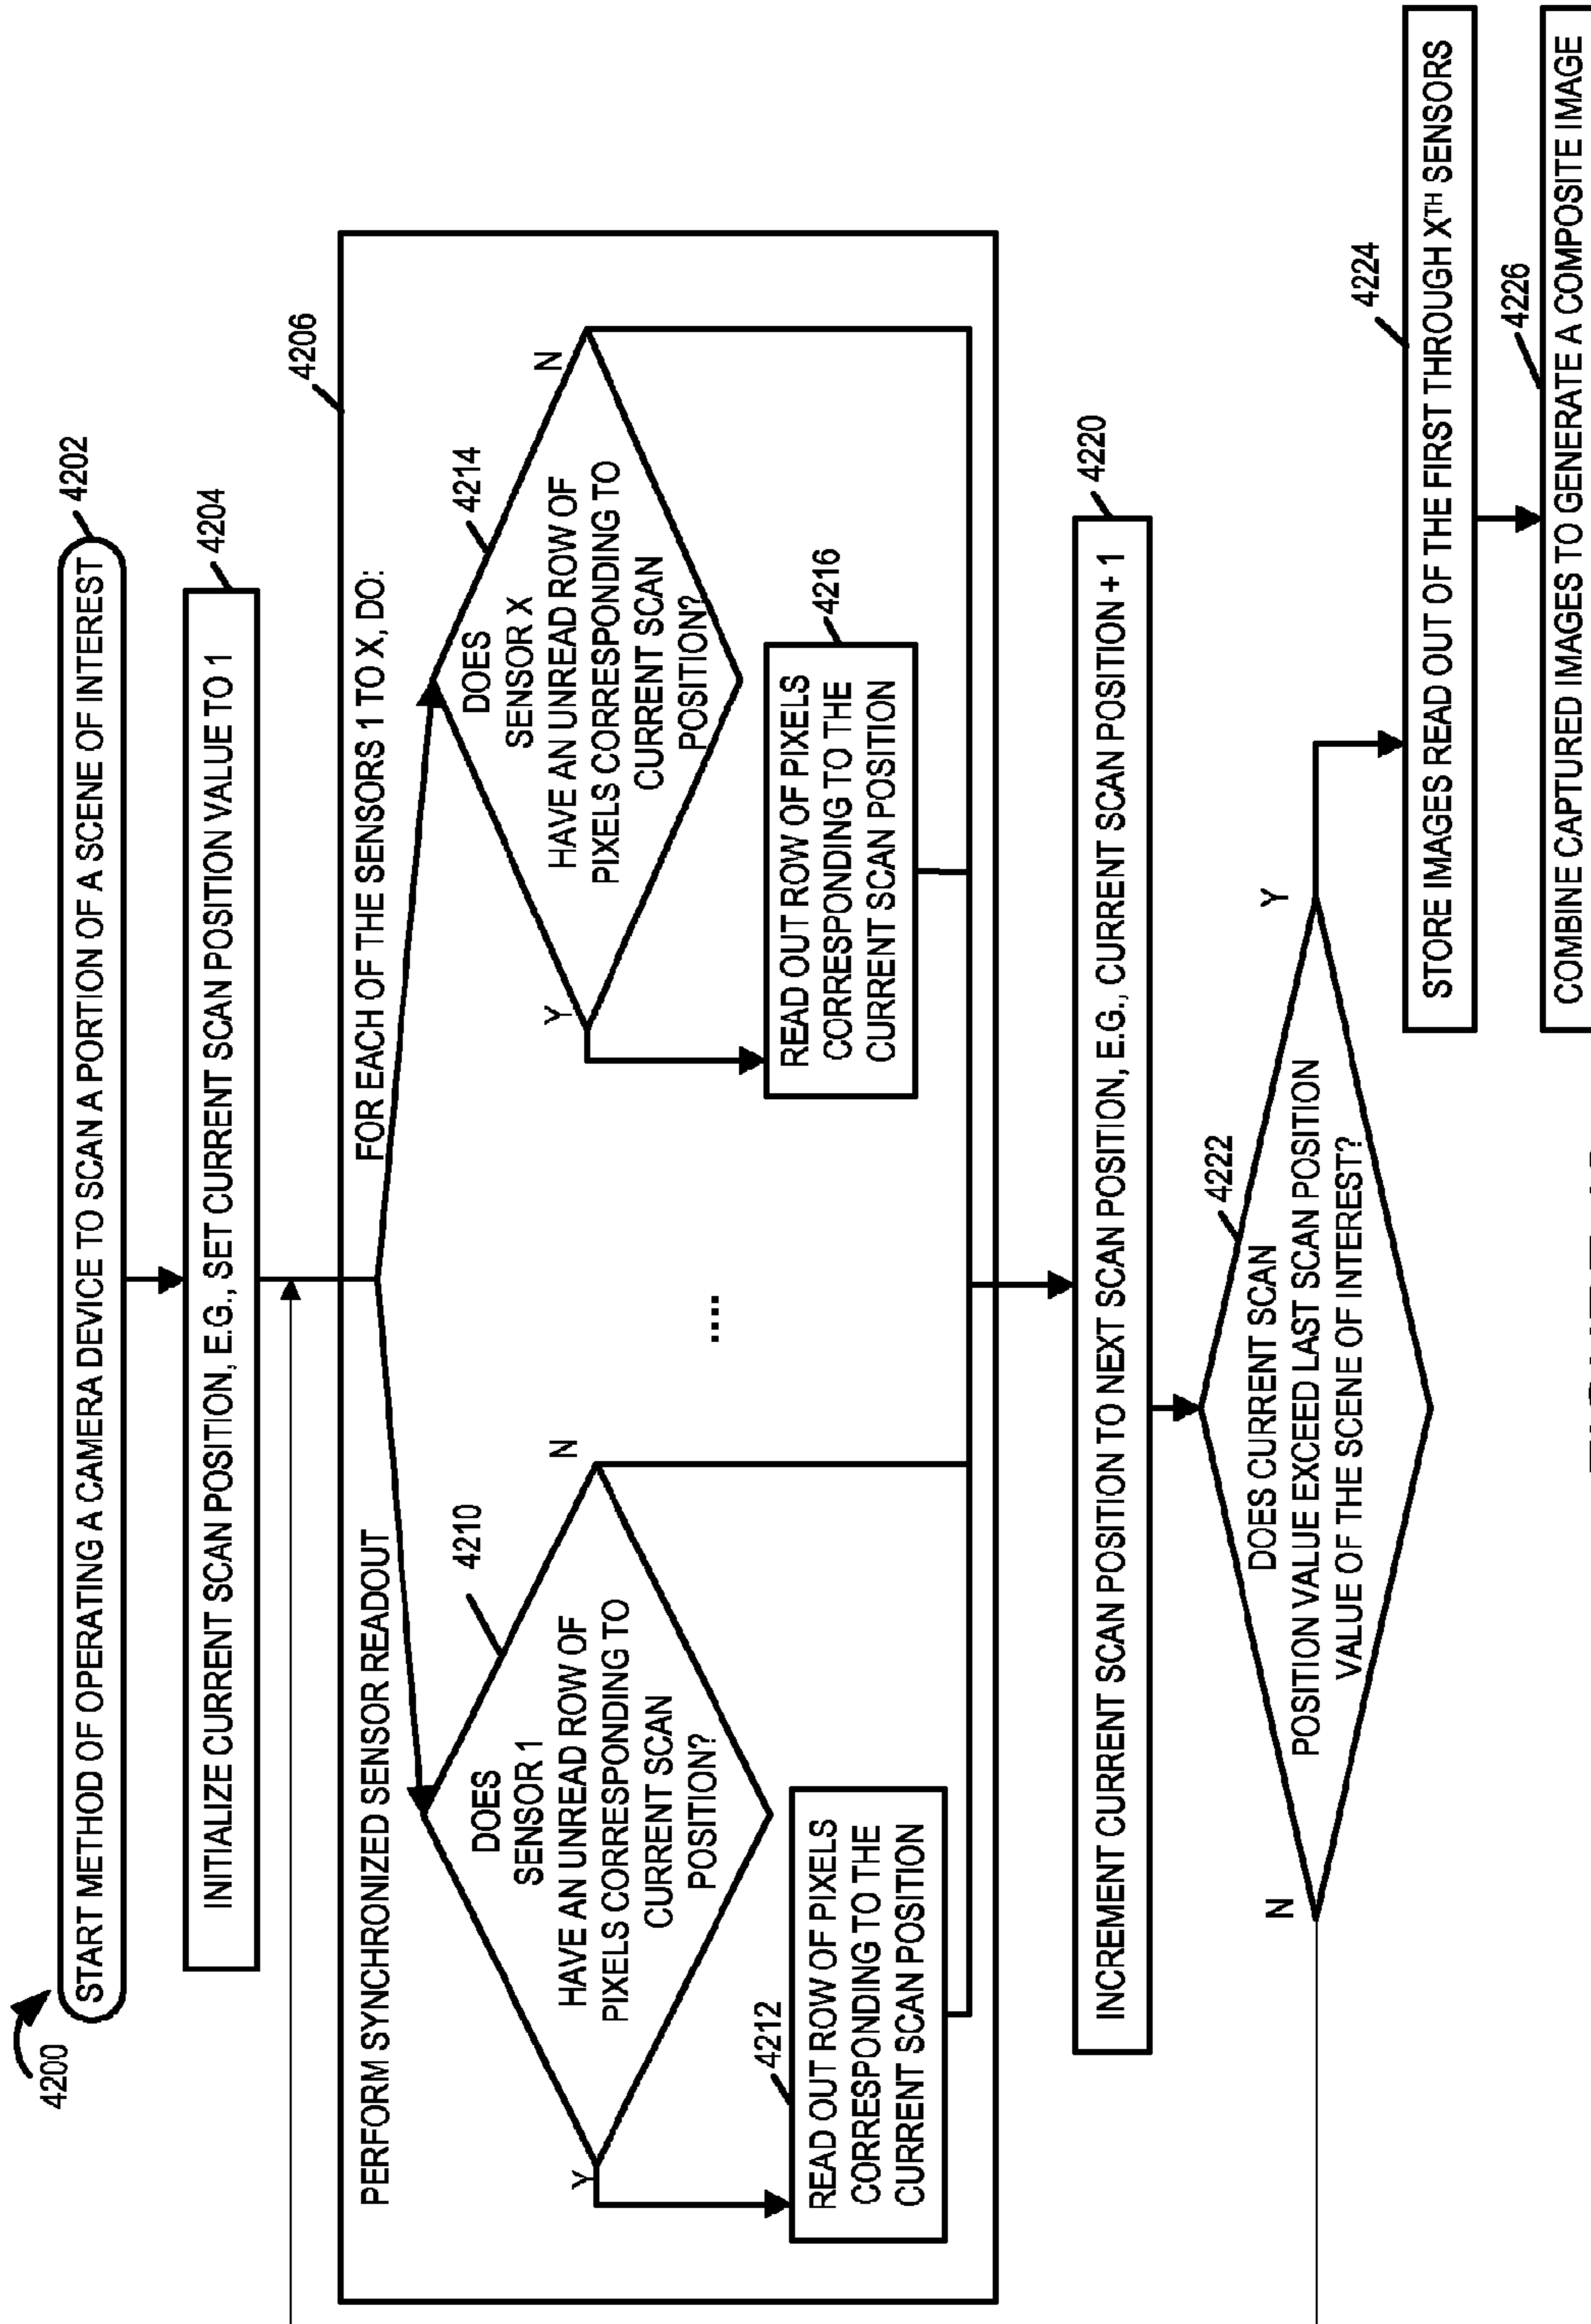 4200
START METHOD OF OPERATING A CAMERA DEVICE TO SCAN A PORTION OF A SCENE OF INTEREST
4202
INITIALIZE CURRENT SCAN POSITION, E.G., SET CURRENT SCAN POSITION VALUE TO 1
4204
4206
PERFORM SYNCHRONIZED SENSOR READOUT
FOR EACH OF THE SENSORS 1 TO X, DO:
4210
DOES
SENSOR 1
HAVE AN UNREAD ROW OF
PIXELS CORRESPONDING TO
CURRENT SCAN
POSITION?
Y
N
4212
READ OUT ROW OF PIXELS
CORRESPONDING TO THE
CURRENT SCAN POSITION
....
4214
DOES
SENSOR X
HAVE AN UNREAD ROW OF
PIXELS CORRESPONDING TO
CURRENT SCAN
POSITION?
Y
N
4216
READ OUT ROW OF PIXELS
CORRESPONDING TO THE
CURRENT SCAN POSITION
4220
INCREMENT CURRENT SCAN POSITION TO NEXT SCAN POSITION, E.G., CURRENT SCAN POSITION + 1
4222
DOES CURRENT SCAN
POSITION VALUE EXCEED LAST SCAN POSITION
VALUE OF THE SCENE OF INTEREST?
N
Y
4224
STORE IMAGES READ OUT OF THE FIRST THROUGH XTH SENSORS
4226
COMBINE CAPTURED IMAGES TO GENERATE A COMPOSITE IMAGE